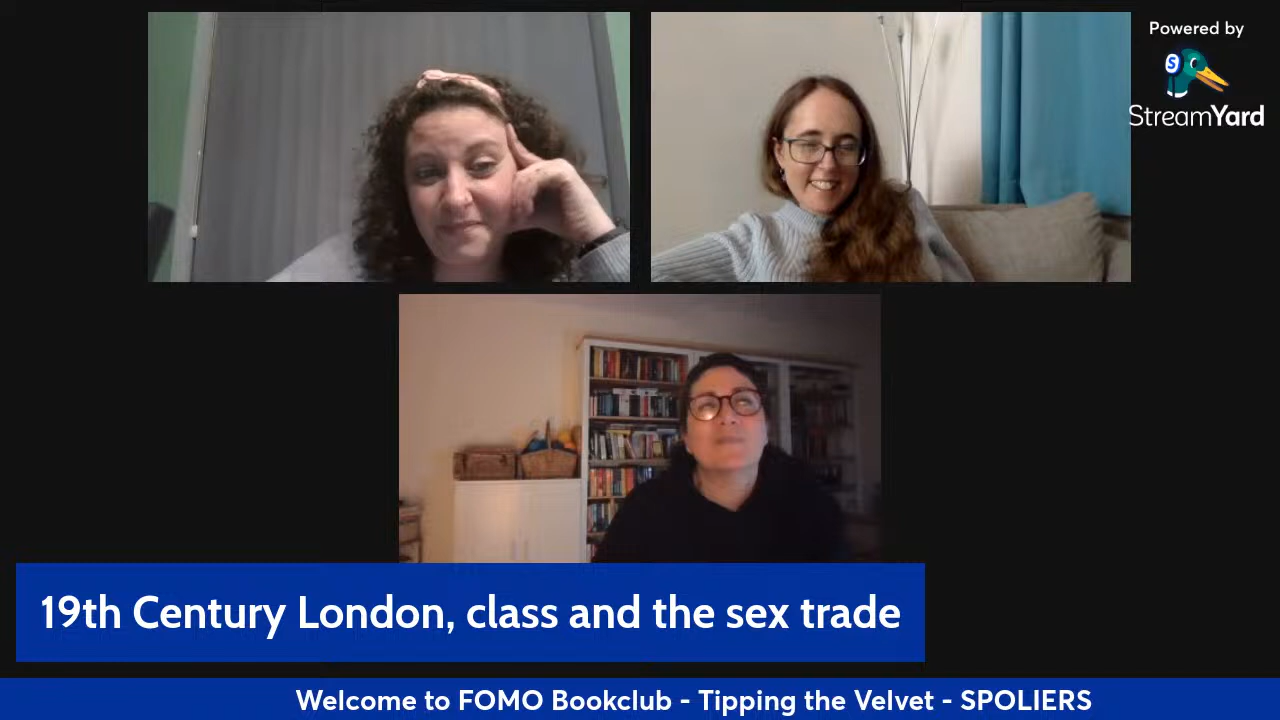 Powered by
S
StreamYard
19th Century London, class and the sex trade
Welcome to FOMO Bookclub - Tipping the Velvet - SPOLIERS